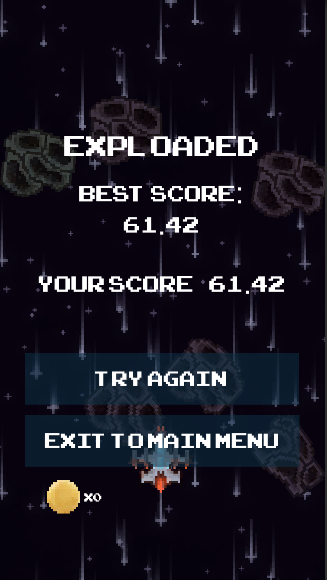 EXPLOADED
BEST SCORE:
61.42
YOUR SCORE 61.42
TRY AGAIN
EXIT TO MAIN MENU
x0